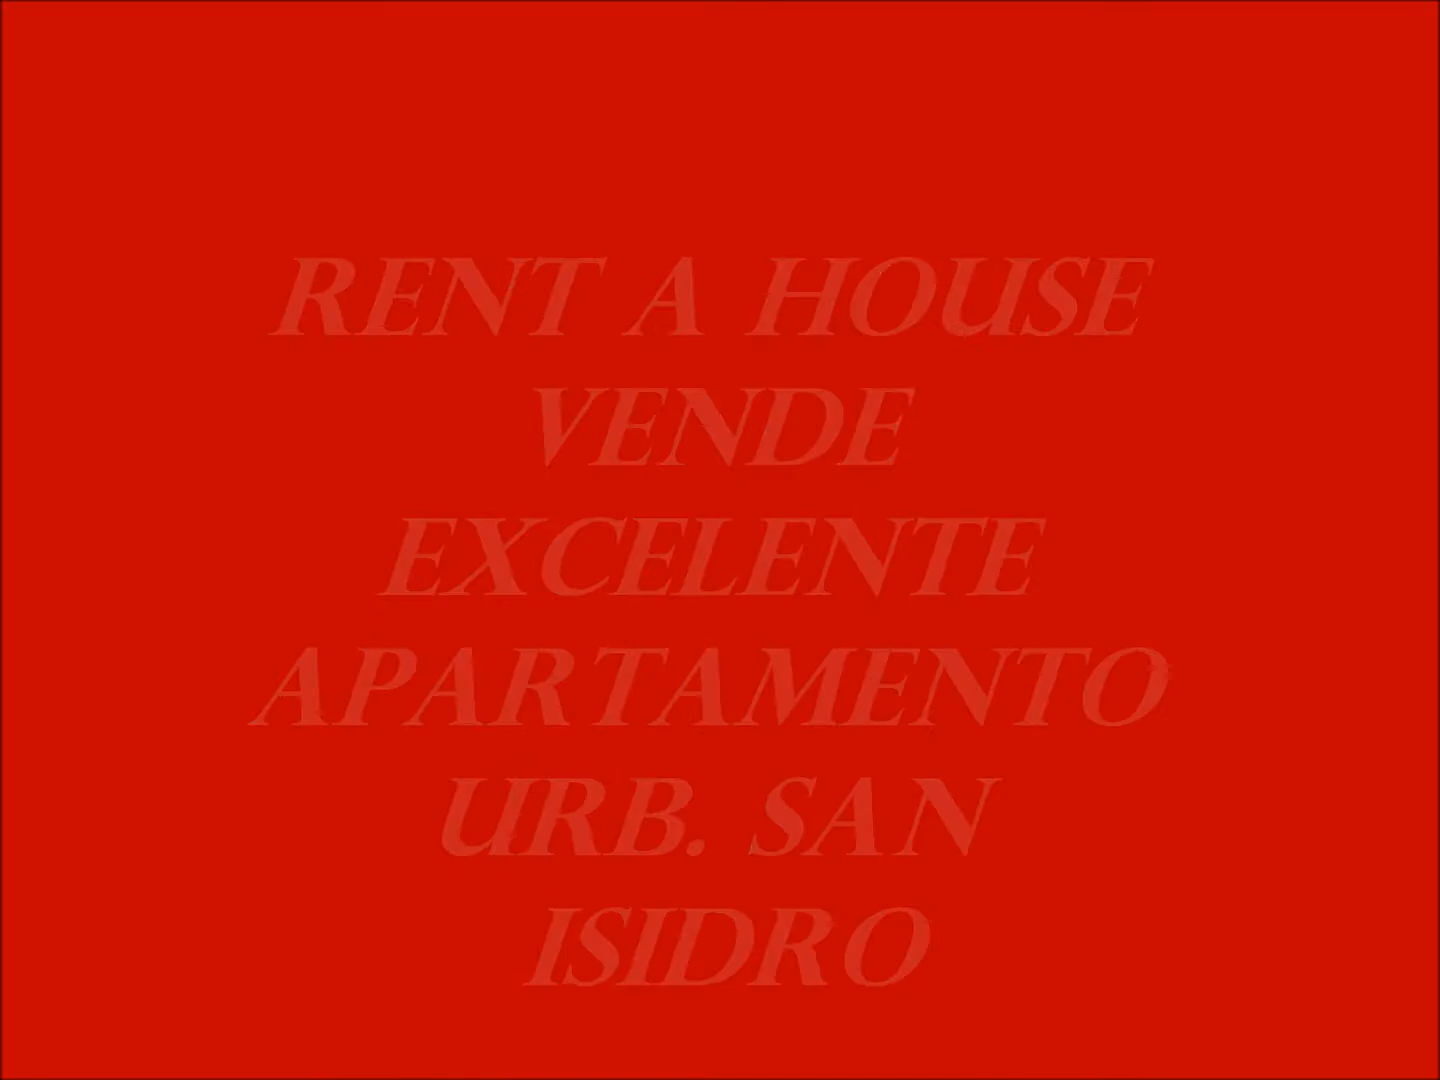 RENT A HOUSE
VENDE
EXCELENTE
APARTAMENTO
URB. SAN
ISIDRO